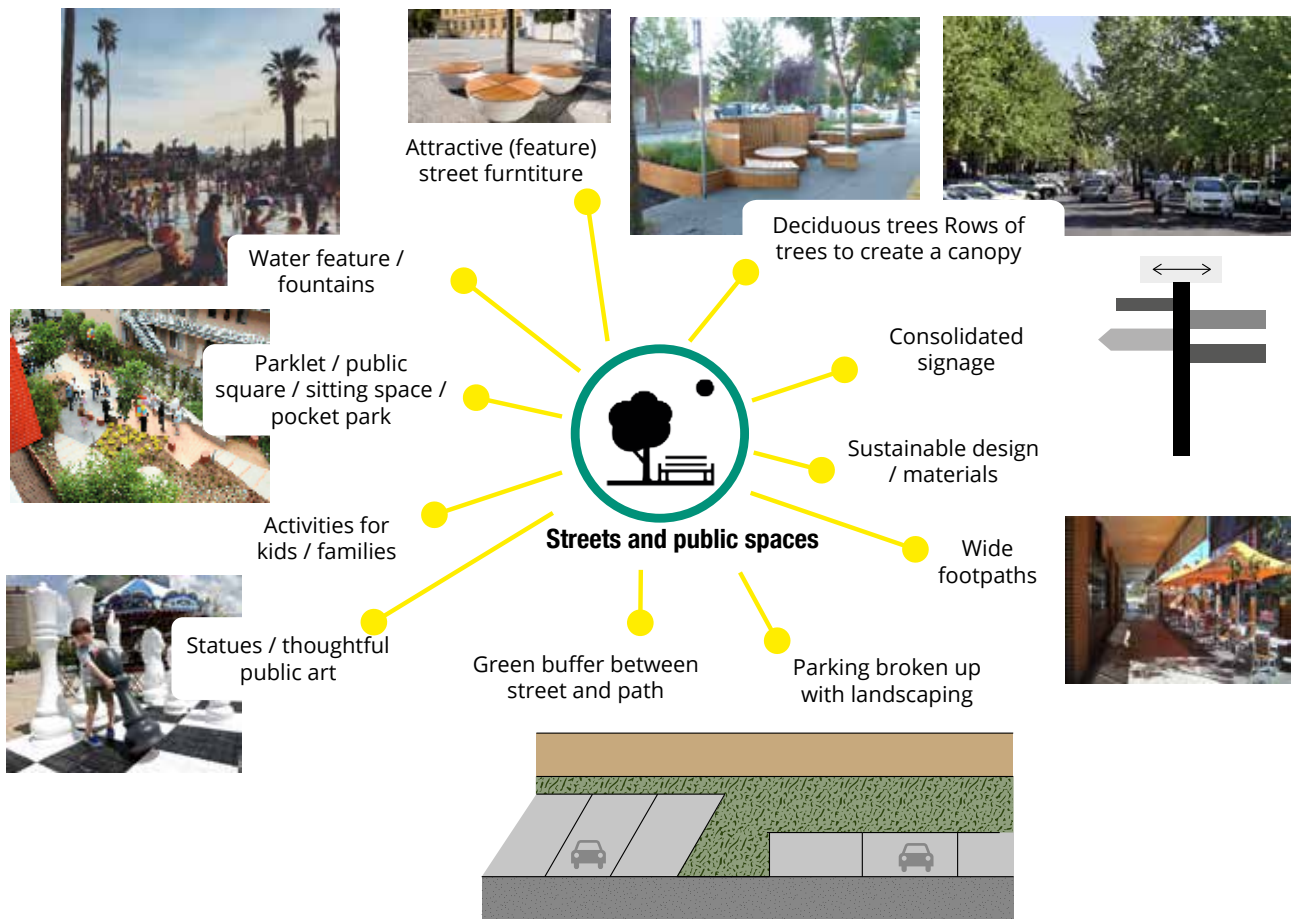 Attractive (feature)
street furntiture
Deciduous trees Rows of
trees to create a canopy
Water feature /
fountains
Consolidated
signage
Parklet / public
square / sitting space /
pocket park
Sustainable design
/ materials
Activities for
kids / families
Streets and public spaces
Wide
footpaths
Statues / thoughtful
public art
Green buffer between
street and path
Parking broken up
with landscaping